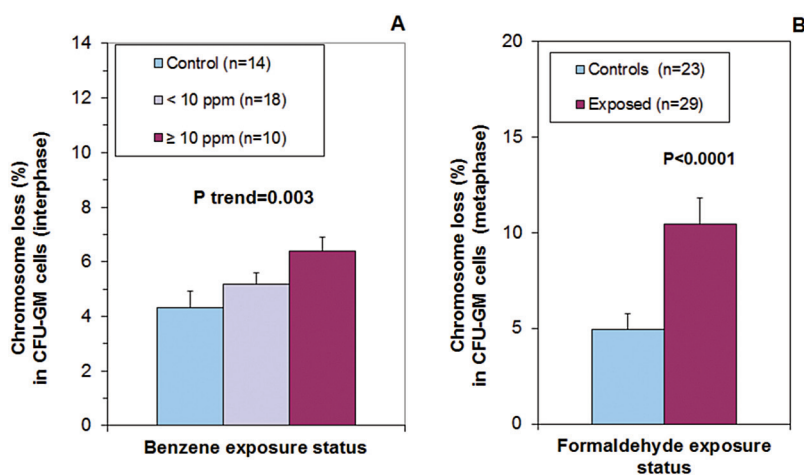 A
Chromosome loss (%)
in CFU-GM cells (interphase)
14
12
10
8
6
4
2
0
Control (n=14)
< 10 ppm (n=18)
≥ 10 ppm (n=10)
P trend=0.003
Benzene exposure status
B
Chromosome loss (%)
in CFU-GM cells (metaphase)
20
15
10
5
0
Controls (n=23)
Exposed (n=29)
P<0.0001
Formaldehyde exposure
status